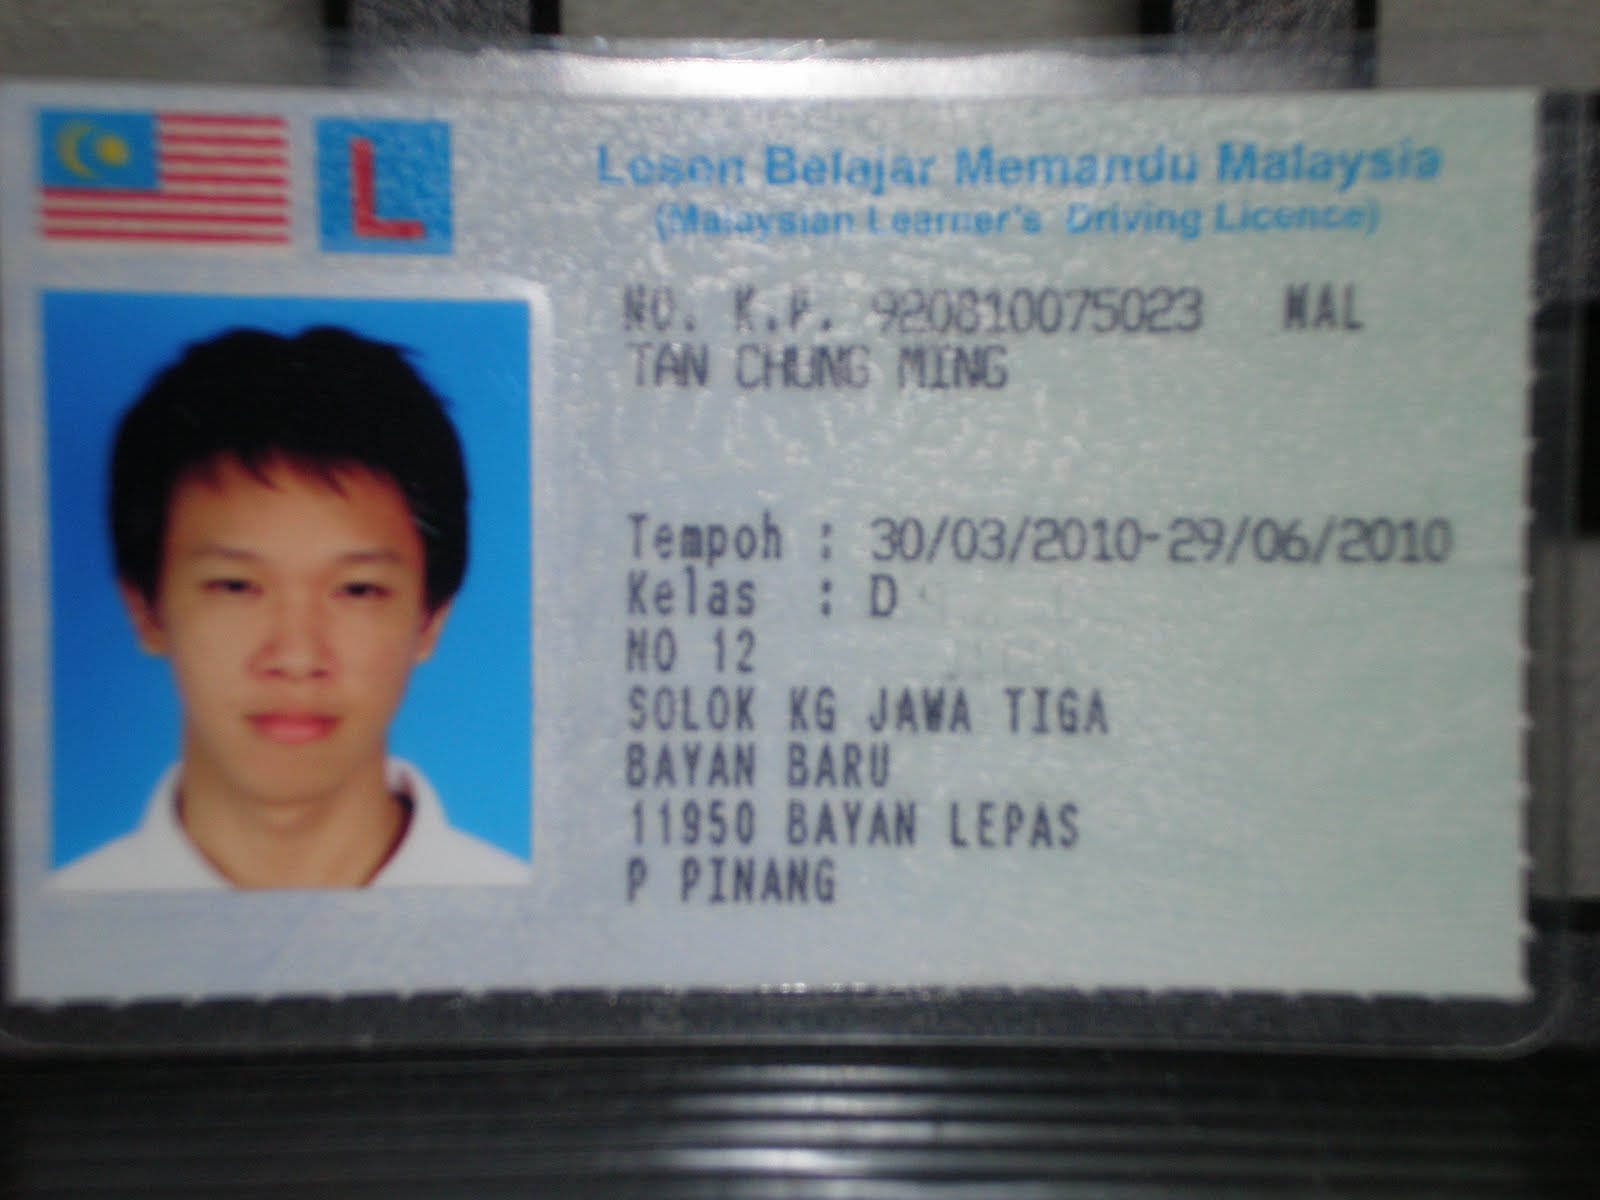 L
Lesen Belajar Memandu Malaysia
(Malaysian Learner's Driving Licence)
NO. K.P. 920810075023 MAL
TAN CHUNG MING
Tempoh : 30/03/2010-29/06/2010
Kelas : D
NO 12
SOLOK KG JAWA TIGA
BAYAN BARU
11950 BAYAN LEPAS
P PINANG